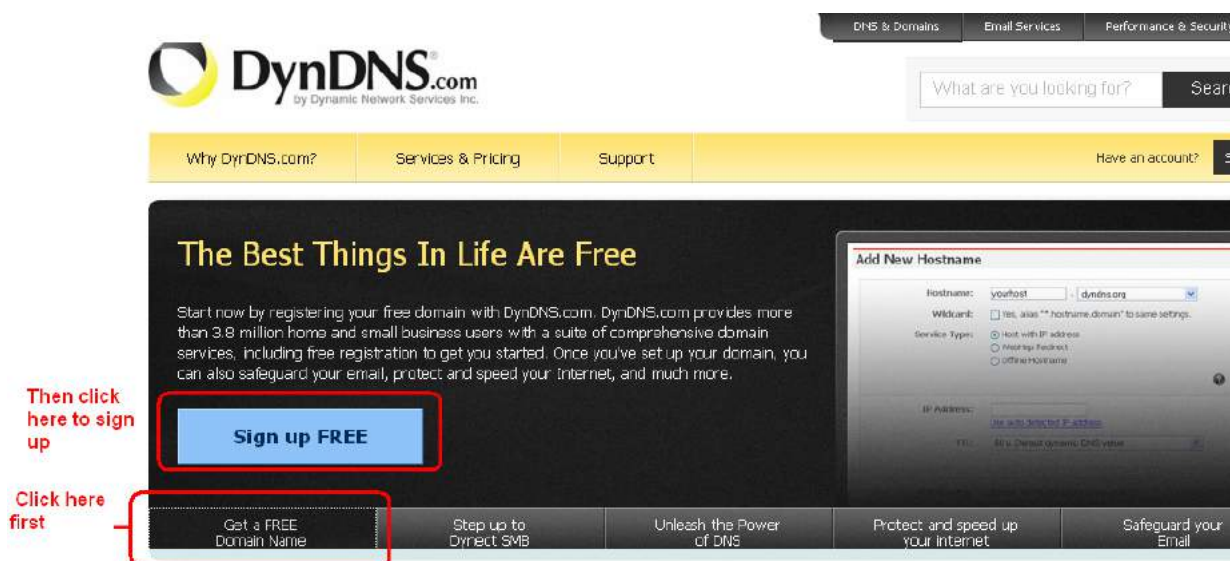 DNS & Domains
Email Services
Performance & Security
DynDNS.com
by Dynamic Network Services Inc.
What are you looking for?
Sear
Why DynDNS.com?
Services & Pricing
Support
Have an account?
S
The Best Things In Life Are Free
Start now by registering your free domain with DynDNS.com. DynDNS.com provides more
than 3.8 million home and small business users with a suite of comprehensive domain
services, including free registration to get you started. Once you've set up your domain, you
can also safeguard your email, protect and speed your Internet, and much more.
Then click
here to sign
up
Sign up FREE
Add New Hostname
Hostname: yourhost . dyndns.org
Wildcard: Yes, alias "*.hostname.domain" to same settings.
Service Type: Host with IP address
WebHop Redirect
Offline Hostname
IP Address:
Use auto detected IP address
TTL:
Click here
first
Get a FREE
Domain Name
Step up to
Dynect SMB
Unleash the Power
of DNS
Protect and speed up
your Internet
Safeguard your
Email